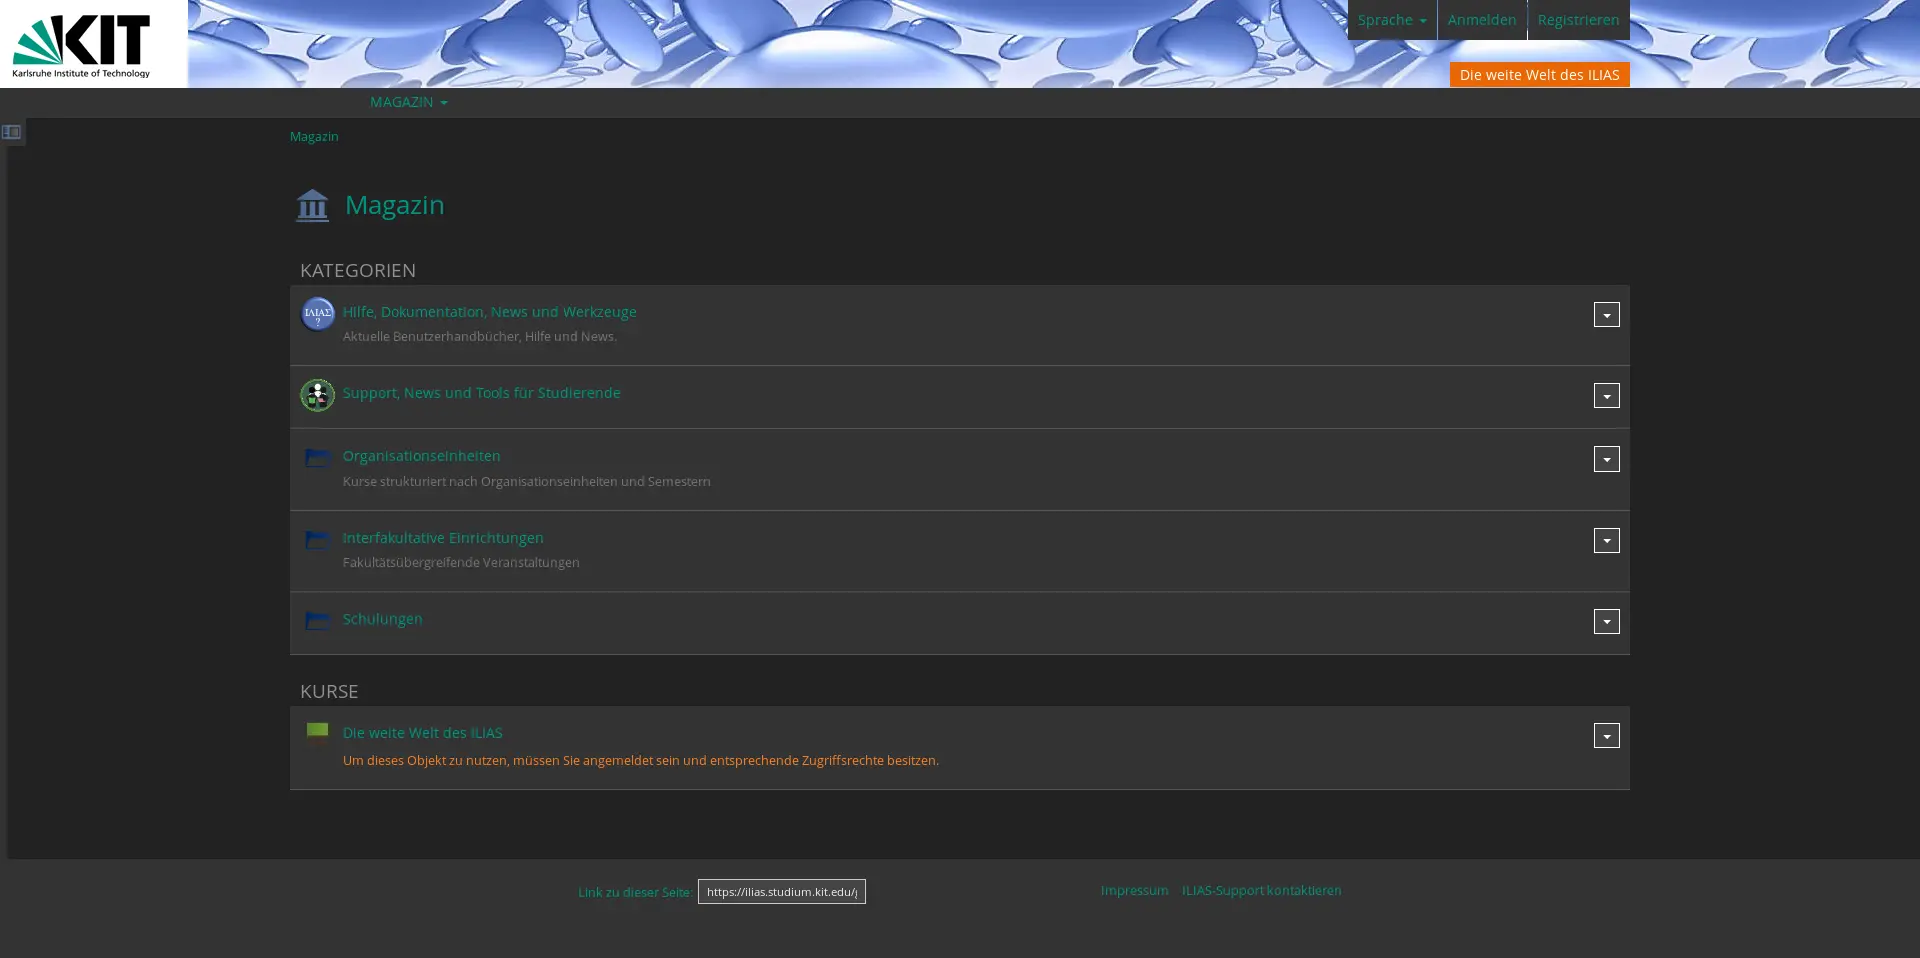 KIT
Karlsruhe Institute of Technology
Sprache
Anmelden
Registrieren
Die weite Welt des ILIAS
MAGAZIN
Magazin
Magazin
KATEGORIEN
ΙΛΙΑΣ
?
Hilfe, Dokumentation, News und Werkzeuge
Aktuelle Benutzerhandbücher, Hilfe und News.
Support, News und Tools für Studierende
Organisationseinheiten
Kurse strukturiert nach Organisationseinheiten und Semestern
Interfakultative Einrichtungen
Fakultätsübergreifende Veranstaltungen
Schulungen
KURSE
Die weite Welt des ILIAS
Um dieses Objekt zu nutzen, müssen Sie angemeldet sein und entsprechende Zugriffsrechte besitzen.
Link zu dieser Seite: https://ilias.studium.kit.edu/
Impressum
ILIAS-Support kontaktieren